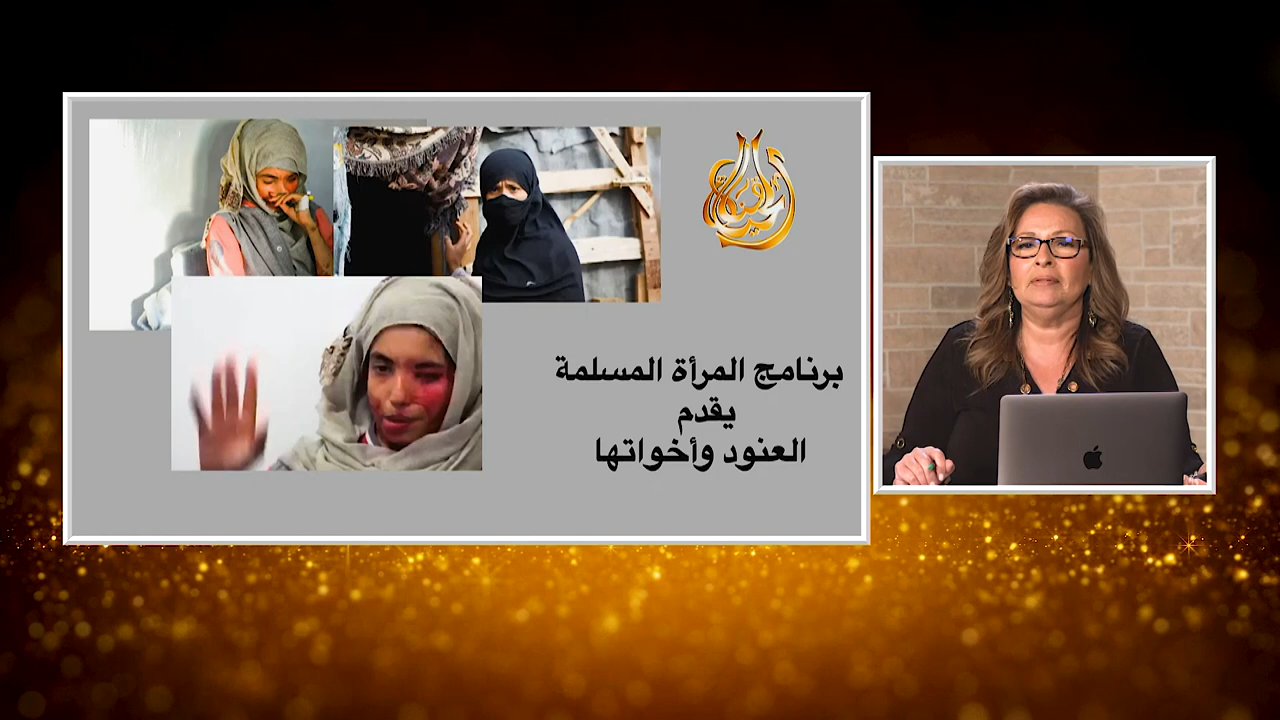 برنامج المرأة المسلمة
يقدم
العنود وأخواتها